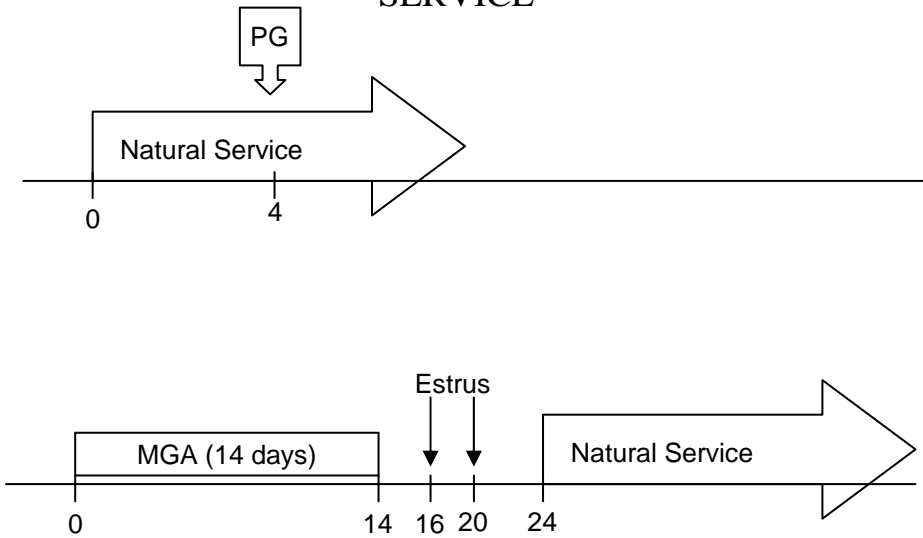 SERVICE
PG
Natural Service
0 4
Estrus
MGA (14 days)
Natural Service
0 14 16 20 24